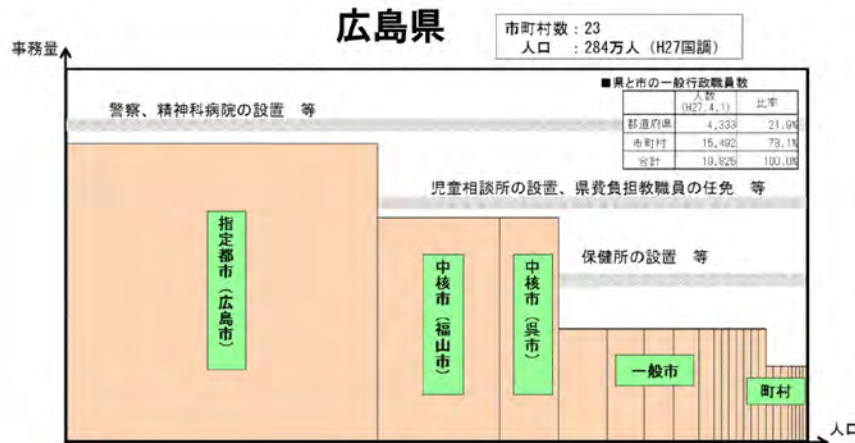 広島県
市町村数：23
人口　：284万人（H27国調）
事務量
■県と市の一般行政職員数
人数
(H27.4.1)
比率
都道府県 4,333 21.9%
市町村 15,492 78.1%
合計 19,825 100.0%
警察、精神科病院の設置　等
児童相談所の設置、県費負担教職員の任免　等
保健所の設置　等
指定都市（広島市）
中核市（福山市）
中核市（呉市）
一般市
町村
人口